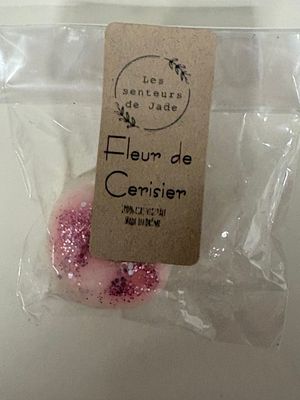 Les
senteurs
de Jade
Fleur de
Cerisier